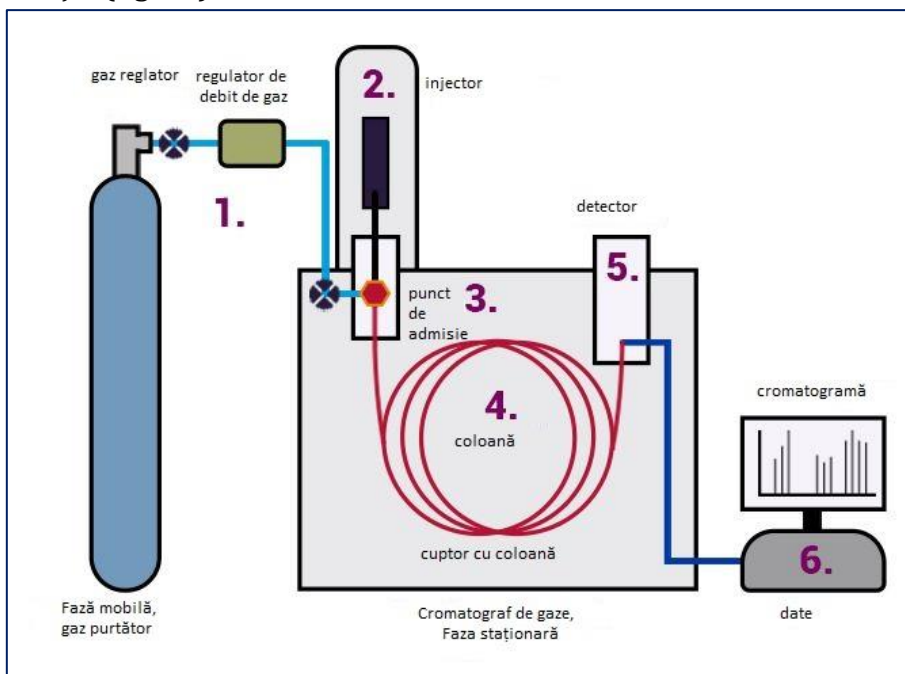 gaz reglator
regulator de
debit de gaz
2.
injector
1.
detector
5.
punct
de
admisie
3.
4.
coloană
cromatogramă
cuptor cu coloană
6.
Fază mobilă,
gaz purtător
Cromatograf de gaze,
Faza staționară
date